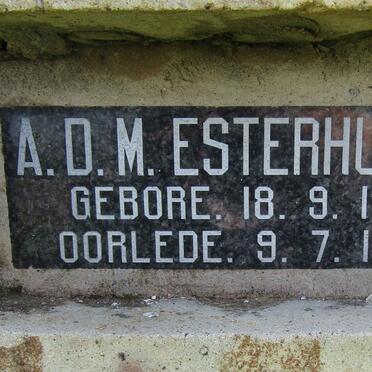 A. D. M. ESTERHU
GEBORE. 18. 9. 1
OORLEDE. 9. 7. 1